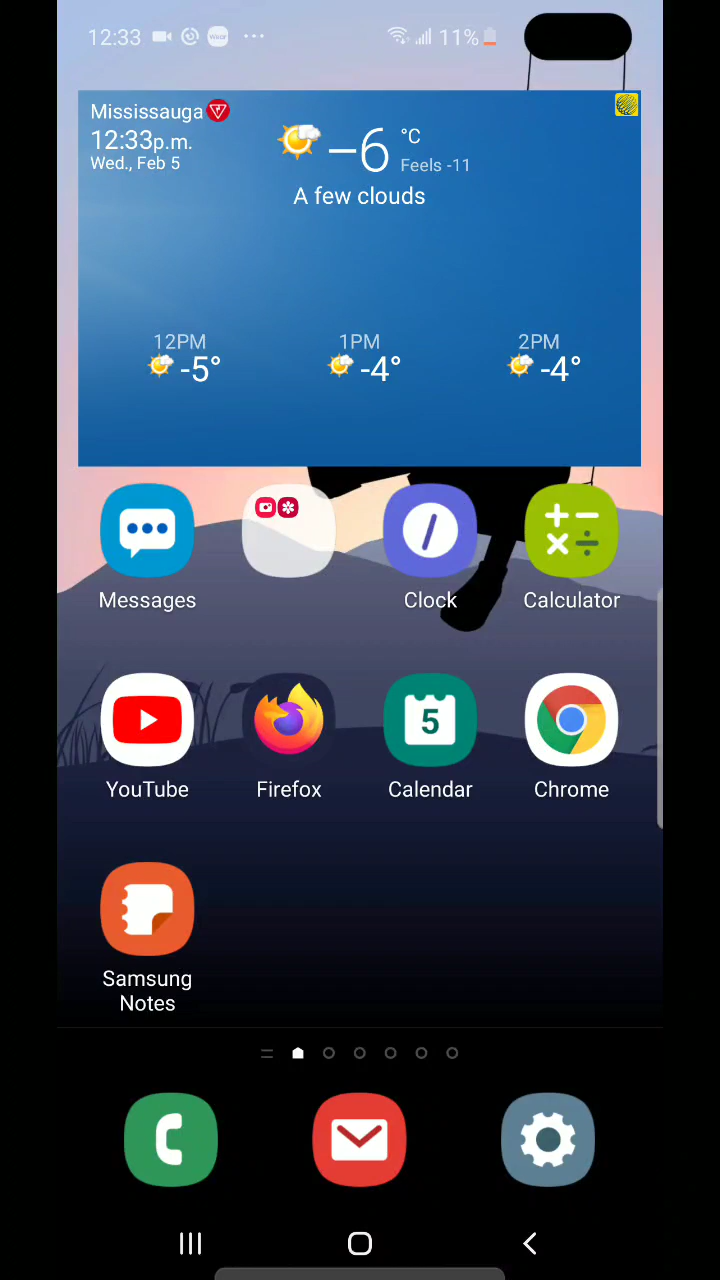 12:33
11%
Mississauga
12:33p.m.
Wed., Feb 5
-6 °C
Feels -11
A few clouds
12PM 1PM 2PM
-5° -4° -4°
Messages Clock Calculator
5
YouTube Firefox Calendar Chrome
Samsung
Notes